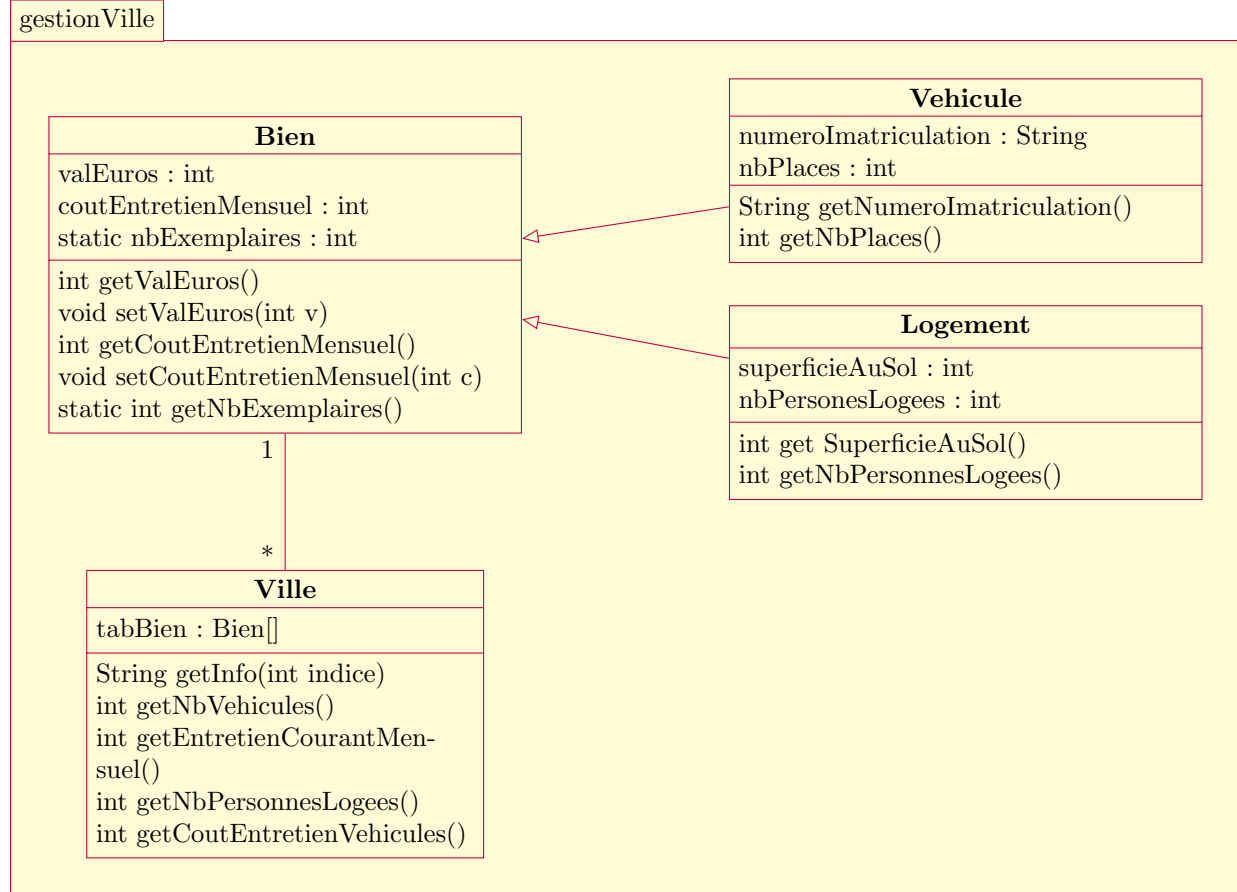 gestionVille
Bien
valEuros : int
coutEntretienMensuel : int
static nbExemplaires : int
int getValEuros()
void setValEuros(int v)
int getCoutEntretienMensuel()
void setCoutEntretienMensuel(int c)
static int getNbExemplaires()
Vehicule
numeroImatriculation : String
nbPlaces : int
String getNumeroImatriculation()
int getNbPlaces()
Logement
superficieAuSol : int
nbPersonesLogees : int
int get SuperficieAuSol()
int getNbPersonnesLogees()
1
*
Ville
tabBien : Bien[]
String getInfo(int indice)
int getNbVehicules()
int getEntretienCourantMen-
suel()
int getNbPersonnesLogees()
int getCoutEntretienVehicules()